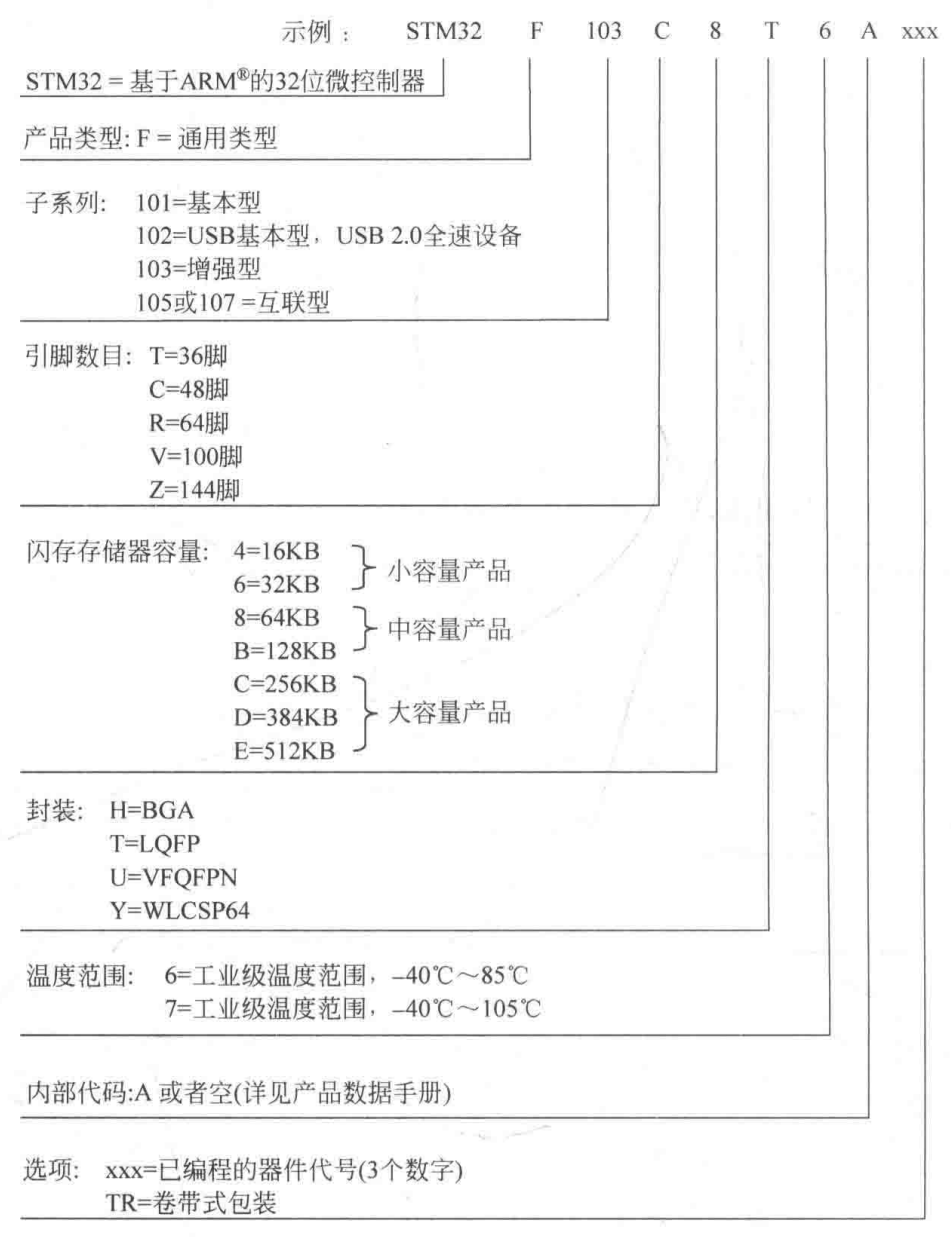 示例： STM32 F 103 C 8 T 6 A xxx
STM32 = 基于ARM®的32位微控制器
产品类型: F = 通用类型
子系列: 101=基本型
102=USB基本型，USB 2.0全速设备
103=增强型
105或107 =互联型
引脚数目: T=36脚
C=48脚
R=64脚
V=100脚
Z=144脚
闪存存储器容量: 4=16KB
6=32KB
小容量产品
8=64KB
B=128KB
中容量产品
C=256KB
D=384KB
E=512KB
大容量产品
封装: H=BGA
T=LQFP
U=VFQFPN
Y=WLCSP64
温度范围: 6=工业级温度范围，–40℃～85℃
7=工业级温度范围，–40℃～105℃
内部代码:A 或者空(详见产品数据手册)
选项: xxx=已编程的器件代号(3个数字)
TR=卷带式包装